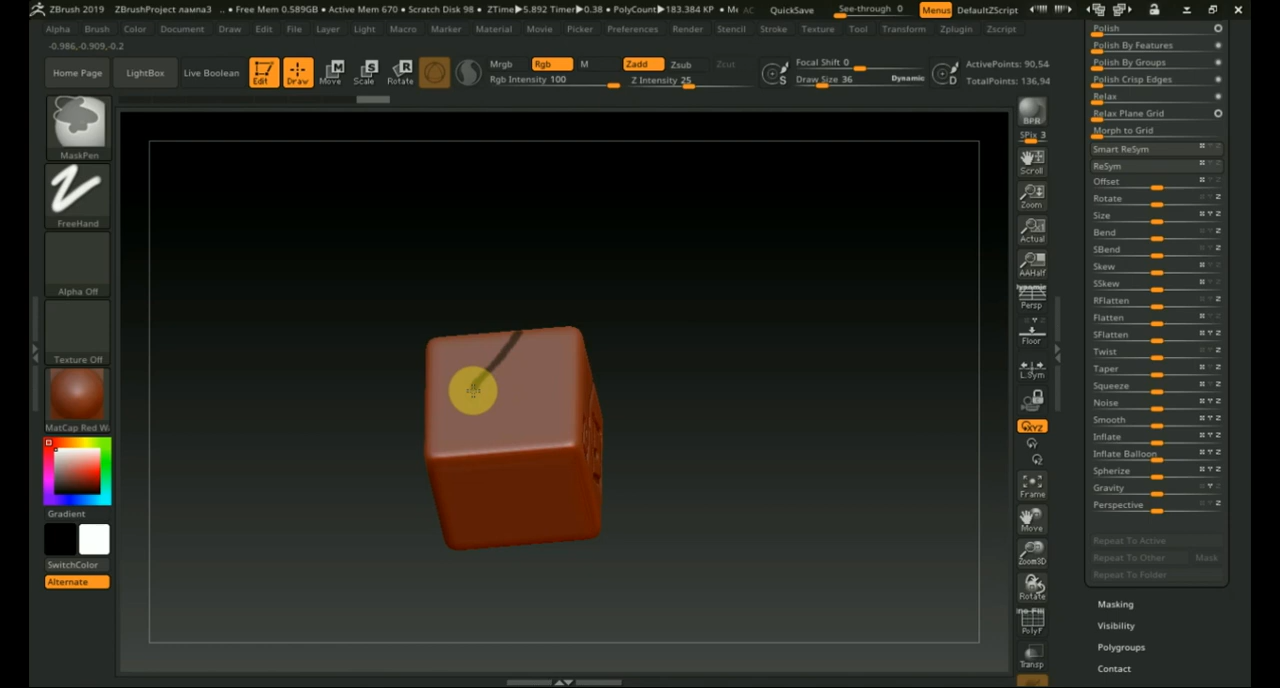 ZBrush 2019 ZBrushProject лампа3 .. • Free Mem 0.589GB • Active Mem 670 • Scratch Disk 98 • ZTime▶5.892 Timer▶0.38 • PolyCount▶183.384 KP • Me AC QuickSave See-through 0 Menus DefaultZScript
Alpha Brush Color Document Draw Edit File Layer Light Macro Marker Material Movie Picker Preferences Render Stencil Stroke Texture Tool Transform Zplugin Zscript
-0.986,-0.909,-0.2
Home Page LightBox Live Boolean Edit Draw Move Scale Rotate
Mrgb Rgb M Zadd Zsub Zcut
Rgb Intensity 100 Z Intensity 25
Focal Shift 0
Draw Size 36 Dynamic
ActivePoints: 90,54
TotalPoints: 136,94
MaskPen
FreeHand
Alpha Off
Texture Off
MatCap Red W
Gradient
SwitchColor
Alternate
BPR
SPix 3
Scroll
Zoom
Actual
AAHalf
Dynamic
Persp
Floor
L.Sym
XYZ
Frame
Move
Zoom3D
Rotate
PolyF
Transp
Polish
Polish By Features
Polish By Groups
Polish Crisp Edges
Relax
Relax Plane Grid
Morph to Grid
Smart ReSym
ReSym
Offset
Rotate
Size
Bend
SBend
Skew
SSkew
RFlatten
Flatten
SFlatten
Twist
Taper
Squeeze
Noise
Smooth
Inflate
Inflate Balloon
Spherize
Gravity
Perspective
Repeat To Active
Repeat To Other Mask
Repeat To Folder
Masking
Visibility
Polygroups
Contact